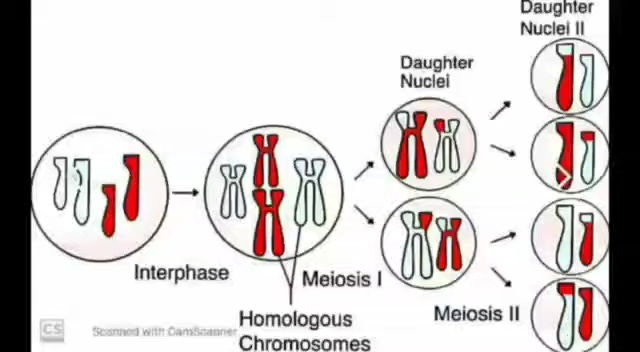 Daughter
Nuclei II
Daughter
Nuclei
Interphase
Meiosis I
Homologous
Chromosomes
Meiosis II
CS
Scanned with CamScanner